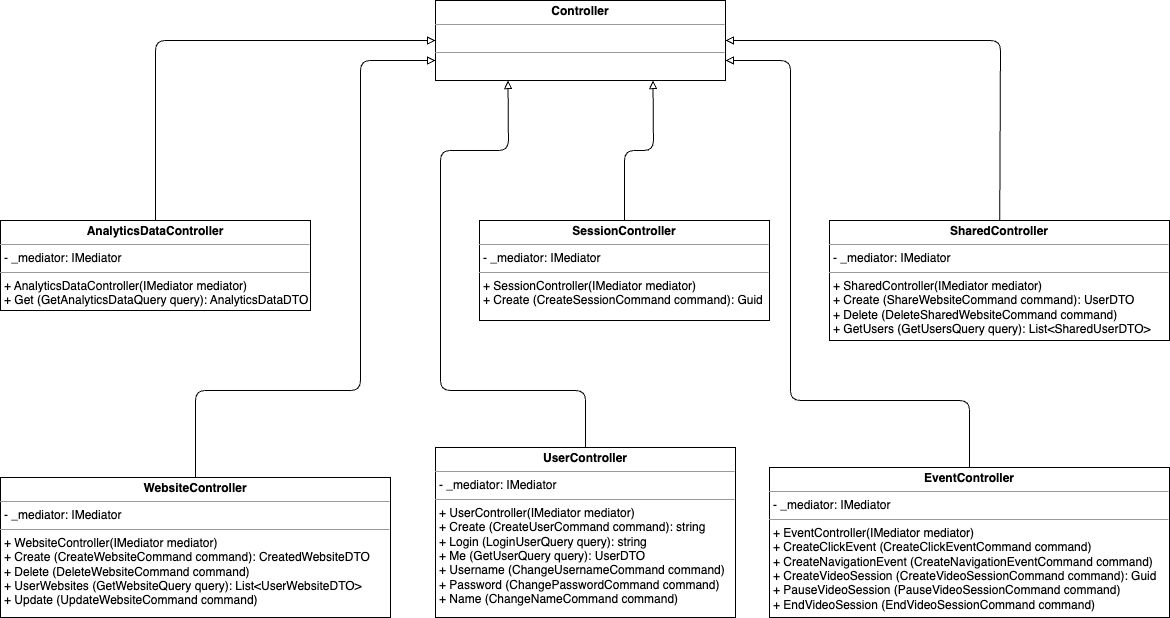 Controller
AnalyticsDataController
- _mediator: IMediator
+ AnalyticsDataController(IMediator mediator)
+ Get (GetAnalyticsDataQuery query): AnalyticsDataDTO
SessionController
- _mediator: IMediator
+ SessionController(IMediator mediator)
+ Create (CreateSessionCommand command): Guid
SharedController
- _mediator: IMediator
+ SharedController(IMediator mediator)
+ Create (ShareWebsiteCommand command): UserDTO
+ Delete (DeleteSharedWebsiteCommand command)
+ GetUsers (GetUsersQuery query): List<SharedUserDTO>
WebsiteController
- _mediator: IMediator
+ WebsiteController(IMediator mediator)
+ Create (CreateWebsiteCommand command): CreatedWebsiteDTO
+ Delete (DeleteWebsiteCommand command)
+ UserWebsites (GetWebsiteQuery query): List<UserWebsiteDTO>
+ Update (UpdateWebsiteCommand command)
UserController
- _mediator: IMediator
+ UserController(IMediator mediator)
+ Create (CreateUserCommand command): string
+ Login (LoginUserQuery query): string
+ Me (GetUserQuery query): UserDTO
+ Username (ChangeUsernameCommand command)
+ Password (ChangePasswordCommand command)
+ Name (ChangeNameCommand command)
EventController
- _mediator: IMediator
+ EventController(IMediator mediator)
+ CreateClickEvent (CreateClickEventCommand command)
+ CreateNavigationEvent (CreateNavigationEventCommand command)
+ CreateVideoSession (CreateVideoSessionCommand command): Guid
+ PauseVideoSession (PauseVideoSessionCommand command)
+ EndVideoSession (EndVideoSessionCommand command)